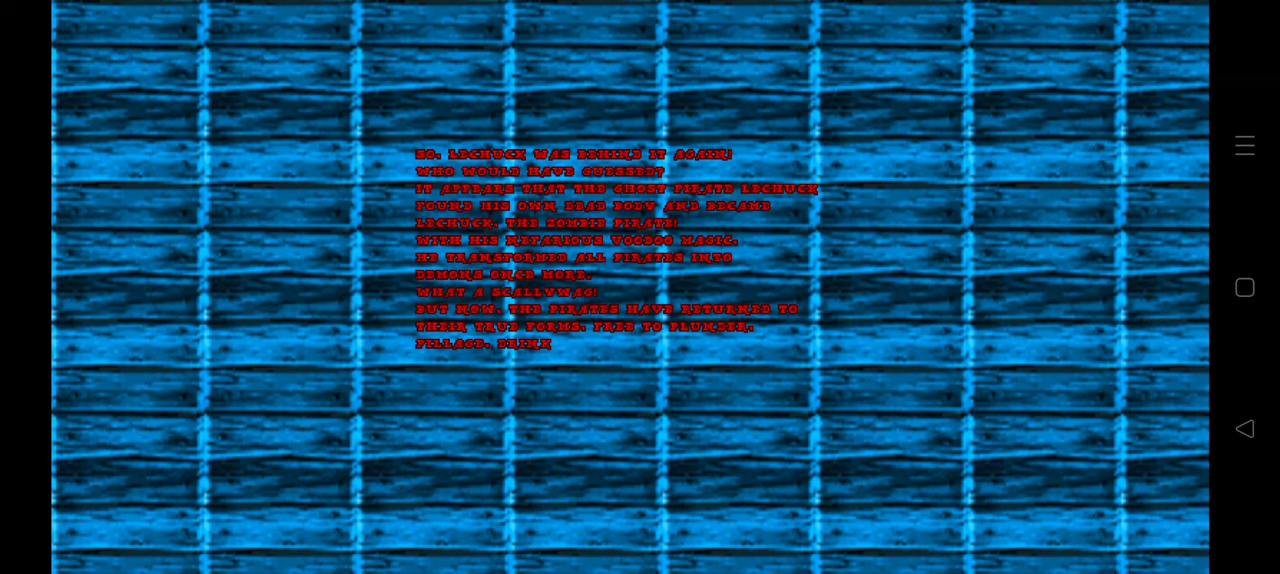 SO, LECHUCK WAS BEHIND IT AGAIN!
WHO WOULD HAVE GUESSED?
IT APPEARS THAT THE GHOST PIRATE LECHUCK
FOUND HIS OWN DEAD BODY AND BECAME
LECHUCK, THE ZOMBIE PIRATE!
WITH HIS NEFARIOUS VOODOO MAGIC,
HE TRANSFORMED ALL PIRATES INTO
DEMONS ONCE MORE.
WHAT A SCALLYWAG!
BUT NOW, THE PIRATES HAVE RETURNED TO
THEIR TRUE FORMS, FREE TO PLUNDER,
PILLAGE, DRINK